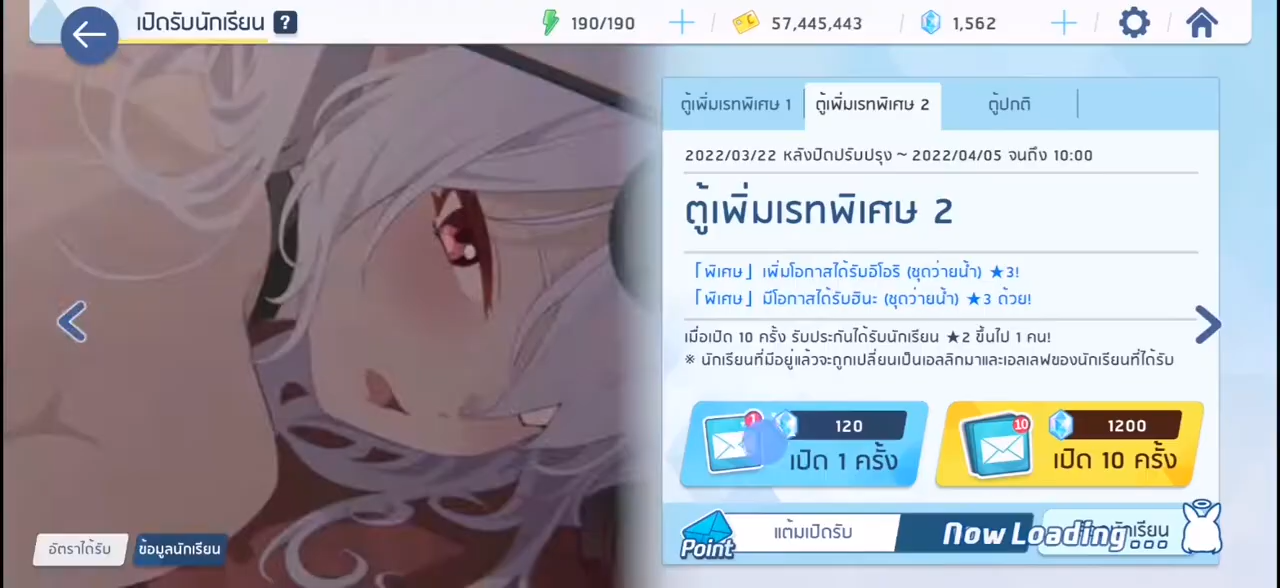 เปิดรับนักเรียน ?
190/190
57,445,443
1,562
ตู้เพิ่มเรทพิเศษ 1
ตู้เพิ่มเรทพิเศษ 2
ตู้ปกติ
2022/03/22 หลังปิดปรับปรุง ~ 2022/04/05 จนถึง 10:00
ตู้เพิ่มเรทพิเศษ 2
「พิเศษ」 เพิ่มโอกาสได้รับอิโอริ (ชุดว่ายน้ำ) ★3!
「พิเศษ」 มีโอกาสได้รับฮินะ (ชุดว่ายน้ำ) ★3 ด้วย!
เมื่อเปิด 10 ครั้ง รับประกันได้รับนักเรียน ★2 ขึ้นไป 1 คน!
※ นักเรียนที่มีอยู่แล้วจะถูกเปลี่ยนเป็นเอลลิกมาและเอลเลฟของนักเรียนที่ได้รับ
1
120
เปิด 1 ครั้ง
10
1200
เปิด 10 ครั้ง
Point
แต้มเปิดรับ
Now Loading
อัตราได้รับ
ข้อมูลนักเรียน